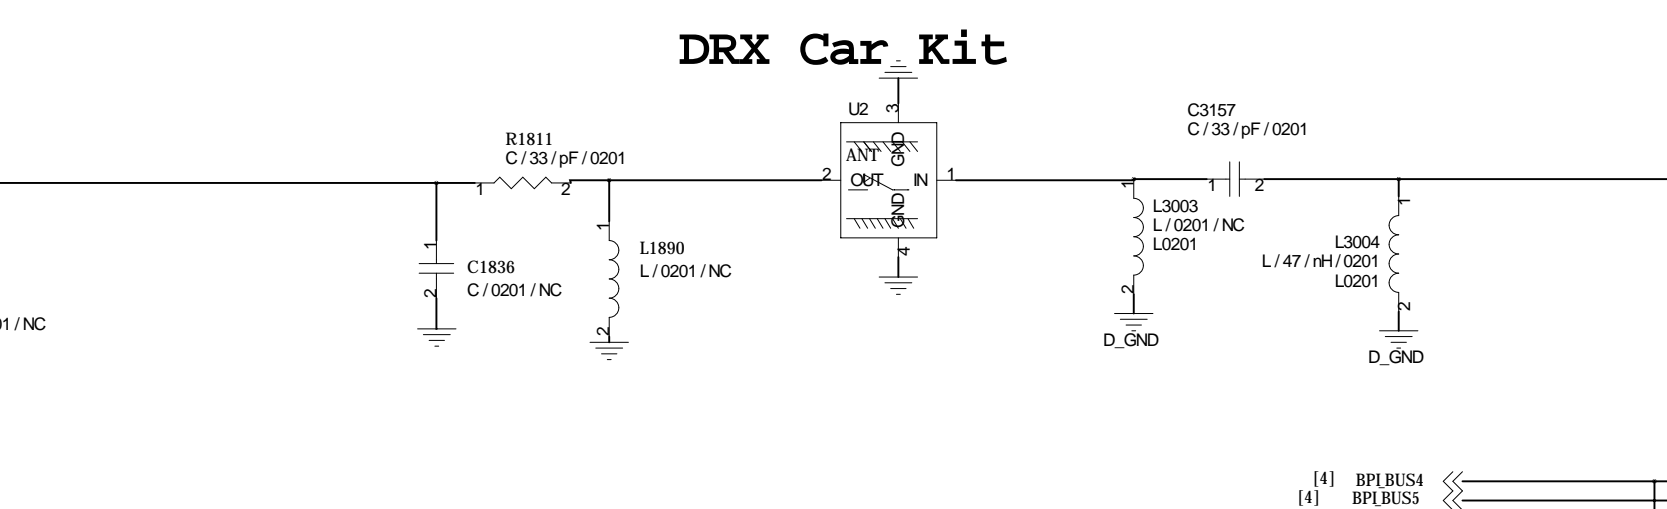 DRX Car Kit
U2
3
C3157
C / 33 / pF / 0201
R1811
C / 33 / pF / 0201
GND
ANT
2
OUT
IN
1
1
2
1
1
2
GND
4
1
L3003
L / 0201 / NC
L0201
2
D_GND
1
L3004
L / 47 / nH / 0201
L0201
2
D_GND
1
L1890
L / 0201 / NC
2
1
C1836
C / 0201 / NC
2
01 / NC
[4] BPI_BUS4
[4] BPI_BUS5